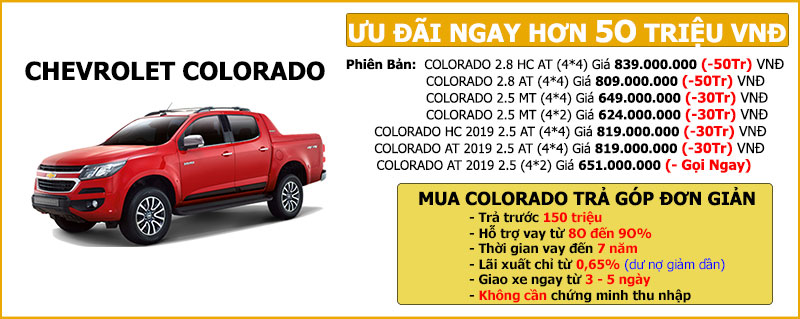 ƯU ĐÃI NGAY HƠN 50 TRIỆU VNĐ
CHEVROLET COLORADO
Phiên Bản: COLORADO 2.8 HC AT (4*4) Giá 839.000.000 (-50Tr) VNĐ
COLORADO 2.8 AT (4*4) Giá 809.000.000 (-50Tr) VNĐ
COLORADO 2.5 MT (4*4) Giá 649.000.000 (-30Tr) VNĐ
COLORADO 2.5 MT (4*2) Giá 624.000.000 (-30Tr) VNĐ
COLORADO HC 2019 2.5 AT (4*4) Giá 819.000.000 (-30Tr) VNĐ
COLORADO AT 2019 2.5 AT (4*4) Giá 819.000.000 (-30Tr) VNĐ
COLORADO AT 2019 2.5 (4*2) Giá 651.000.000 (- Gọi Ngay)
MUA COLORADO TRẢ GÓP ĐƠN GIẢN
- Trả trước 150 triệu
- Hỗ trợ vay từ 80 đến 90%
- Thời gian vay đến 7 năm
- Lãi xuất chỉ từ 0,65% (dư nợ giảm dần)
- Giao xe ngay từ 3 - 5 ngày
- Không cần chứng minh thu nhập